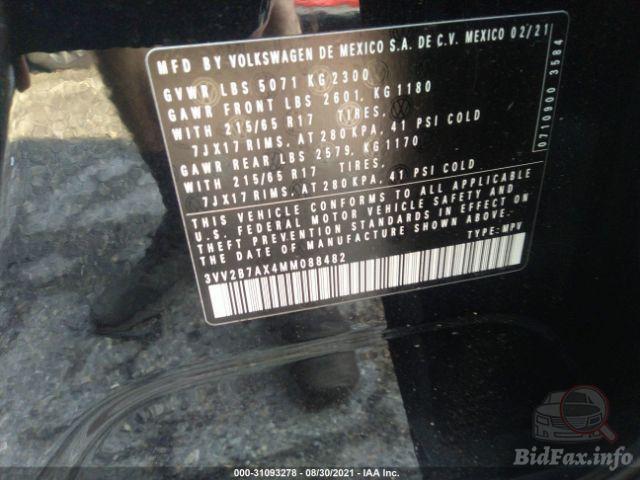 MFD BY VOLKSWAGEN DE MEXICO S.A. DE C.V. MEXICO 02/21
GVWR/LBS 5071 KG 2300
GAWR FRONT LBS 2601, KG 1180
WITH 215/65 R17 TIRES,
7JX17 RIMS, AT 280 KPA, 41 PSI COLD
GAWR REAR LBS 2579, KG 1170
WITH 215/65 R17 TIRES,
7JX17 RIMS, AT 280 KPA, 41 PSI COLD
THIS VEHICLE CONFORMS TO ALL APPLICABLE
U.S. FEDERAL MOTOR VEHICLE SAFETY AND
THEFT PREVENTION STANDARDS IN EFFECT ON
THE DATE OF MANUFACTURE SHOWN ABOVE.
3VV2B7AX4MM088482 TYPE: MPV
0710900 3584
000-31093278 - 08/30/2021 - IAA Inc.
BidFax.info